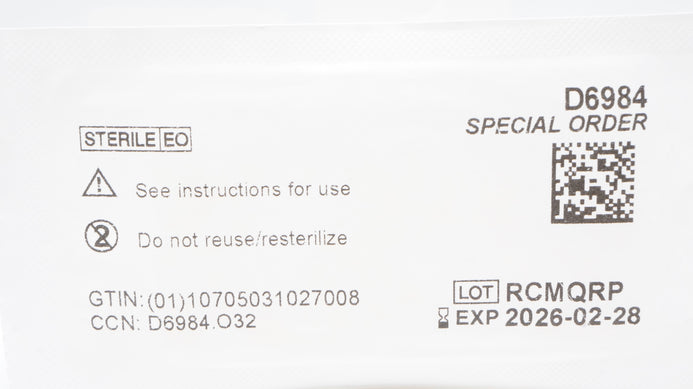 D6984
SPECIAL ORDER
STERILE EO
See instructions for use
2
Do not reuse/resterilize
GTIN: (01)10705031027008
CCN: D6984.O32
LOT RCMQRP
EXP 2026-02-28